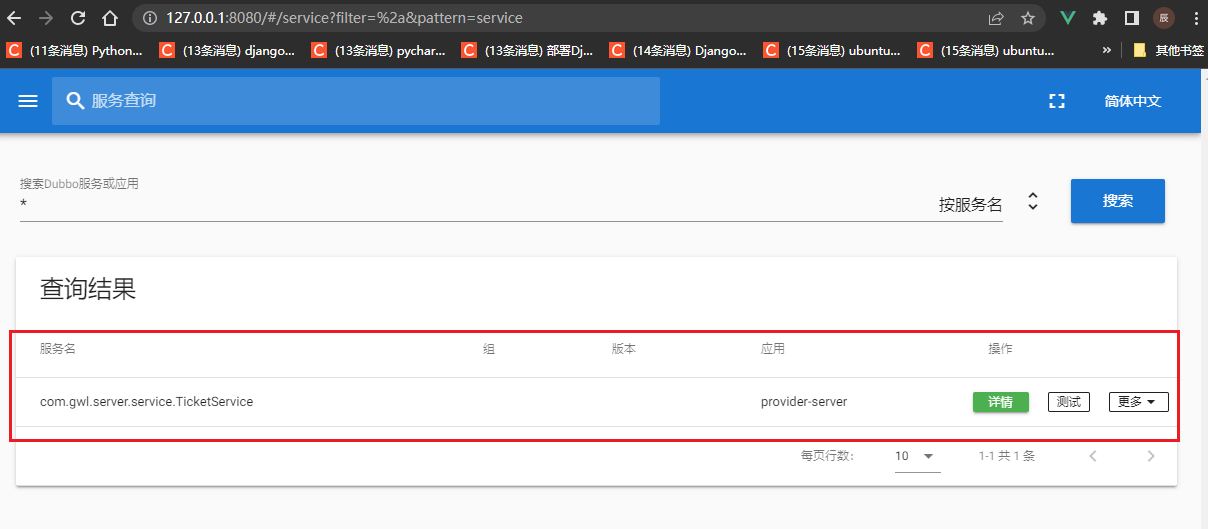 127.0.0.1:8080/#/service?filter=%2a&pattern=service
辰
C (11条消息) Python... C (13条消息) django... C (13条消息) pychar... C (13条消息) 部署Dj... C (14条消息) Django... C (15条消息) ubuntu... C (15条消息) ubuntu... » 其他书签
服务查询 简体中文
搜索Dubbo服务或应用
* 按服务名 搜索
查询结果
服务名 组 版本 应用 操作
com.gwl.server.service.TicketService provider-server 详情 测试 更多
每页行数: 10 1-1 共 1 条